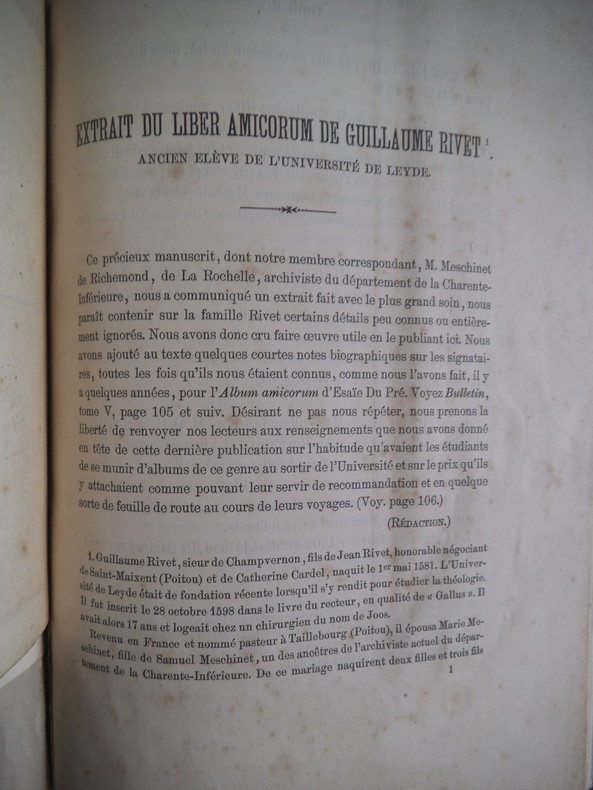 EXTRAIT DU LIBER AMICORUM DE GUILLAUME RIVET ¹.
ANCIEN ELÈVE DE L'UNIVERSITÉ DE LEYDE.
Ce précieux manuscrit, dont notre membre correspondant, M. Meschinet
de Richemond, de La Rochelle, archiviste du département de la Charente-
Inférieure, nous a communiqué un extrait fait avec le plus grand soin, nous
paraît contenir sur la famille Rivet certains détails peu connus ou entière-
ment ignorés. Nous avons donc cru faire œuvre utile en le publiant ici. Nous
avons ajouté au texte quelques courtes notes biographiques sur les signatai-
res, toutes les fois qu'ils nous étaient connus, comme nous l'avons fait, il y
a quelques années, pour l'Album amicorum d'Esaïe Du Pré. Voyez Bulletin,
tome V, page 105 et suiv. Désirant ne pas nous répéter, nous prenons la
liberté de renvoyer nos lecteurs aux renseignements que nous avons donné
en tête de cette dernière publication sur l'habitude qu'avaient les étudiants
de se munir d'albums de ce genre au sortir de l'Université et sur le prix qu'ils
y attachaient comme pouvant leur servir de recommandation et en quelque
sorte de feuille de route au cours de leurs voyages. (Voy. page 106.)
(RÉDACTION.)
1. Guillaume Rivet, sieur de Champvernon, fils de Jean Rivet, honorable négociant
de Saint-Maixent (Poitou) et de Catherine Cardel, naquit le 1er mai 1581. L'Univer-
sité de Leyde était de fondation récente lorsqu'il s'y rendit pour étudier la théologie.
Il fut inscrit le 28 octobre 1598 dans le livre du recteur, en qualité de « Gallus ». Il
avait alors 17 ans et logeait chez un chirurgien du nom de Joos.
Revenu en France et nommé pasteur à Taillebourg (Poitou), il épousa Marie Me-
schinet, fille de Samuel Meschinet, un des ancêtres de l'archiviste actuel du dépar-
tement de la Charente-Inférieure. De ce mariage naquirent deux filles et trois fils
1